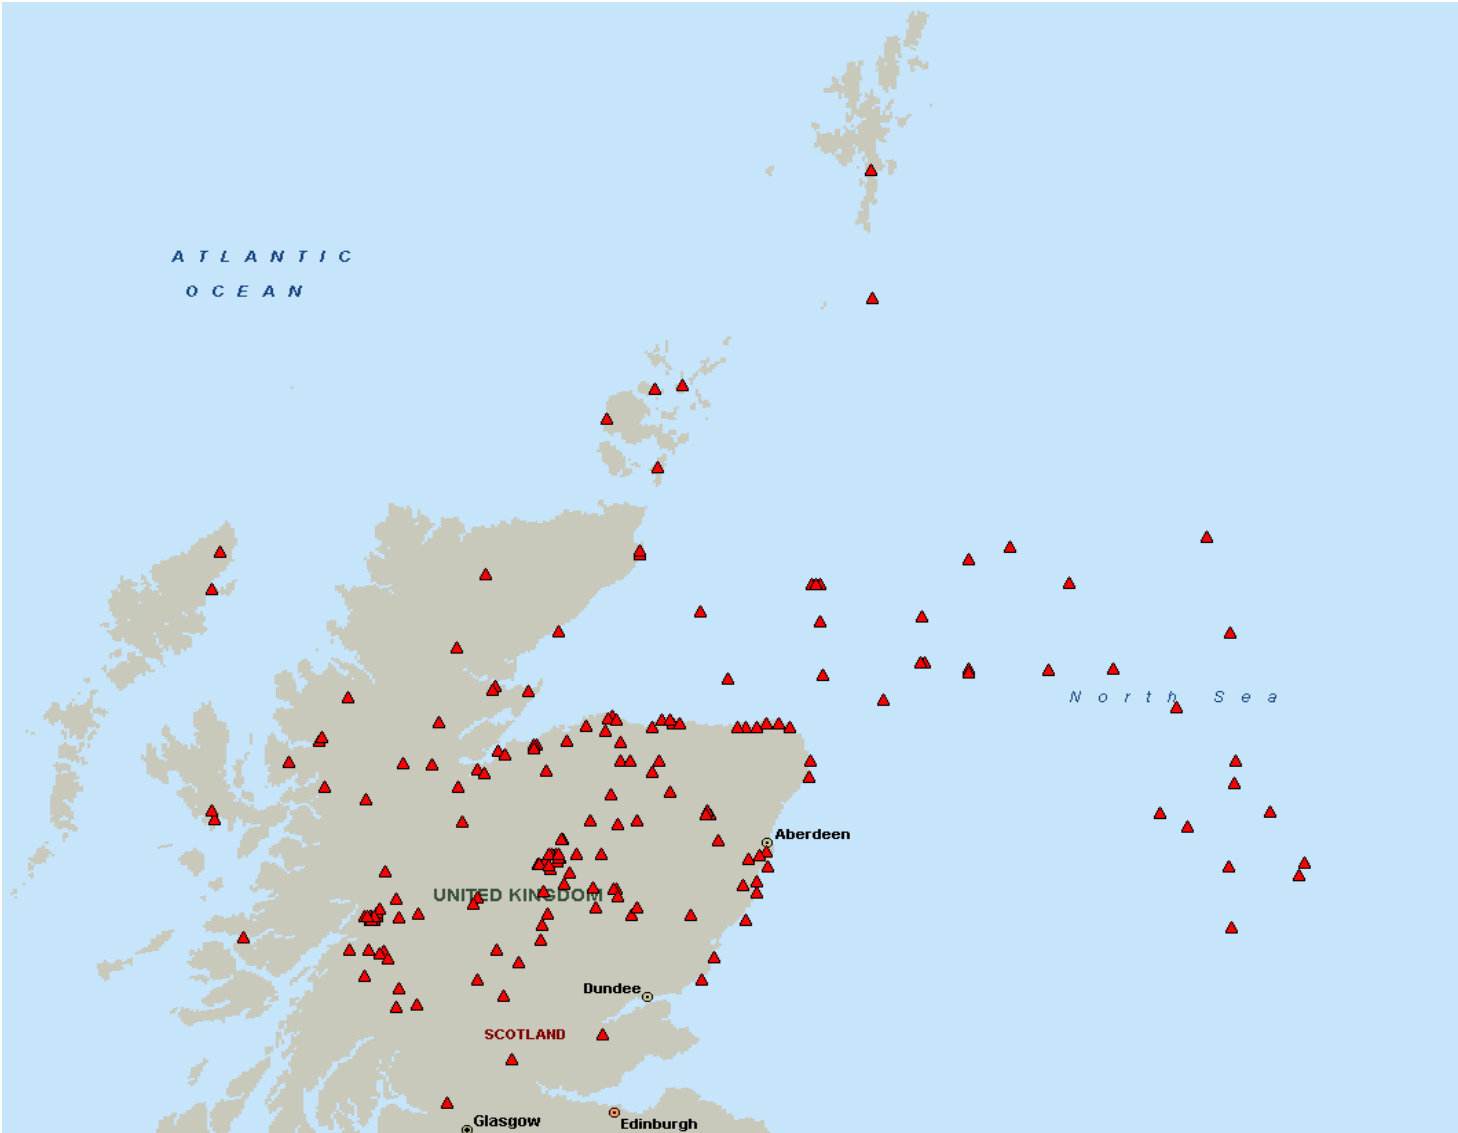 ATLANTIC
OCEAN
North Sea
Aberdeen
UNITED KINGDOM
Dundee
SCOTLAND
Glasgow
Edinburgh